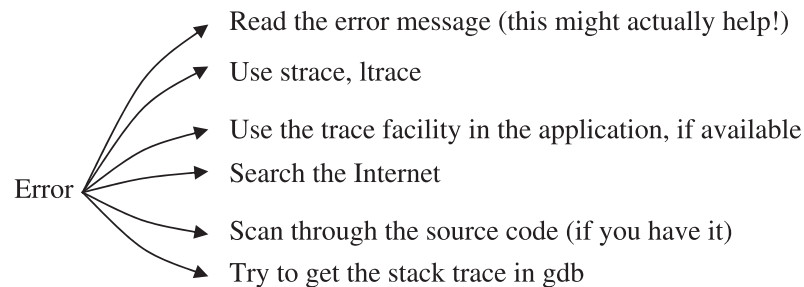 Read the error message (this might actually help!)
Use strace, ltrace
Use the trace facility in the application, if available
Search the Internet
Error
Scan through the source code (if you have it)
Try to get the stack trace in gdb